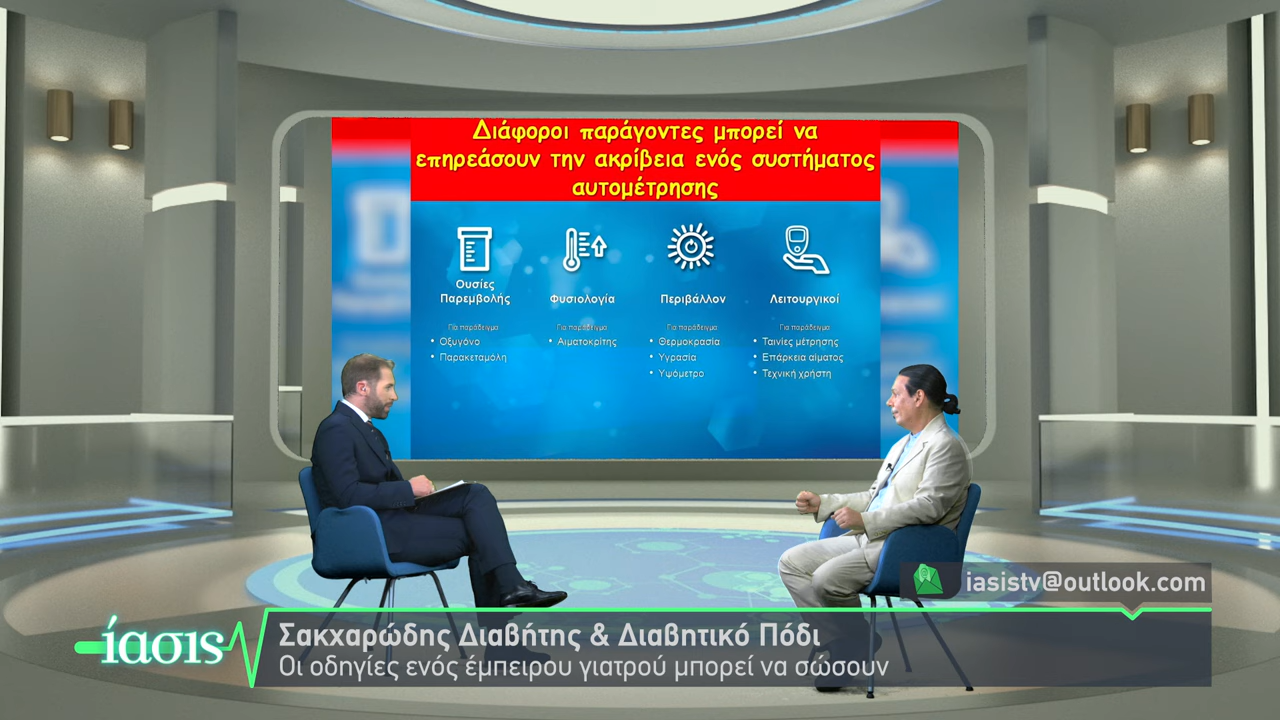 Διάφοροι παράγοντες μπορεί να
επηρεάσουν την ακρίβεια ενός συστήματος
αυτομέτρησης
Ουσίες
Παρεμβολής
Για παράδειγμα
• Οξυγόνο
• Παρακεταμόλη
Φυσιολογία
Για παράδειγμα
• Αιματοκρίτης
Περιβάλλον
Για παράδειγμα
• Θερμοκρασία
• Υγρασία
• Υψόμετρο
Λειτουργικοί
Για παράδειγμα
• Ταινίες μέτρησης
• Επάρκεια αίματος
• Τεχνική χρήστη
iasistv@outlook.com
ίασις
Σακχαρώδης Διαβήτης & Διαβητικό Πόδι
Οι οδηγίες ενός έμπειρου γιατρού μπορεί να σώσουν